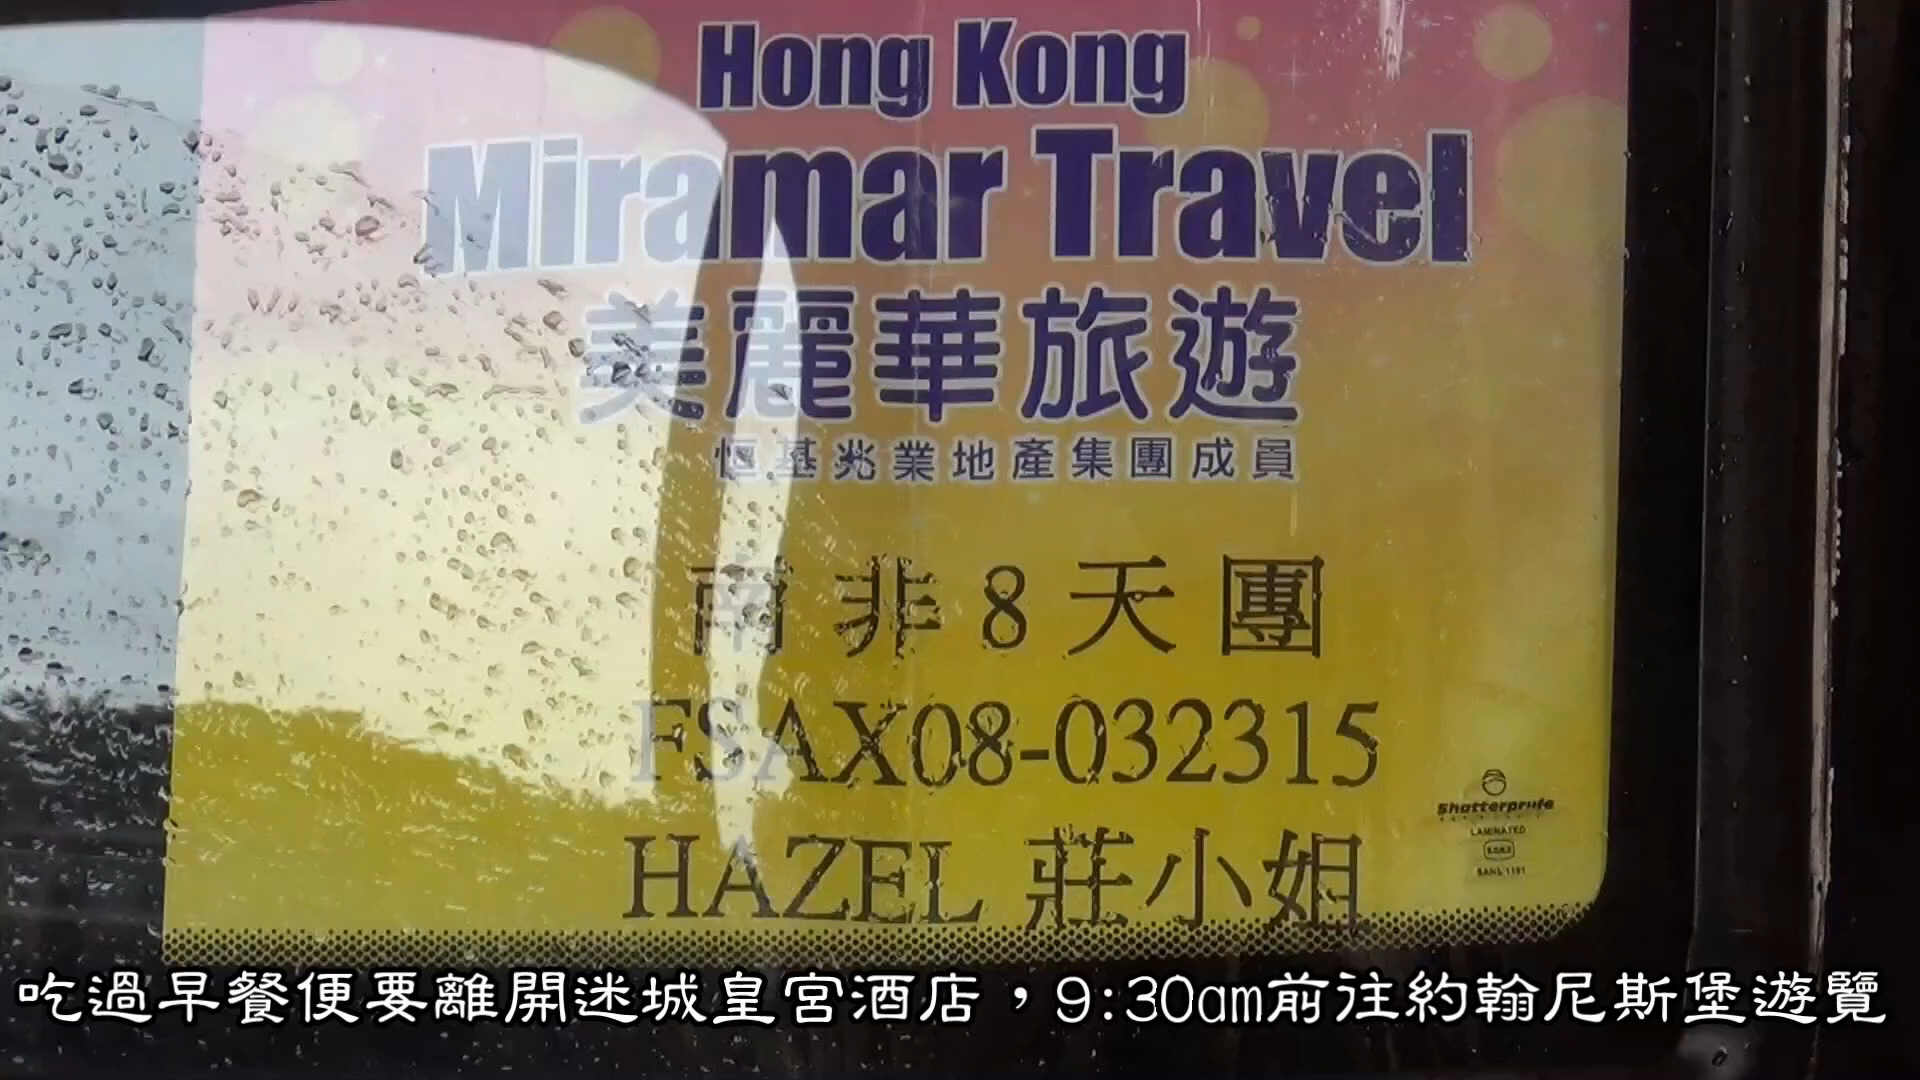 Hong Kong
Miramar Travel
美麗華旅遊
恒基兆業地產集團成員
南非8天團
FSAX08-032315
HAZEL 莊小姐
Shatterprufe
LAMINATED
吃過早餐便要離開迷城皇宮酒店，9:30am前往約翰尼斯堡遊覽